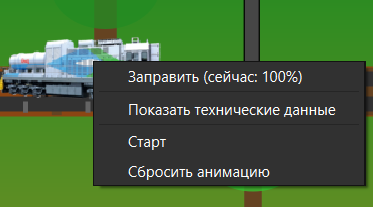 Заправить (сейчас: 100%)
Показать технические данные
Старт
Сбросить анимацию